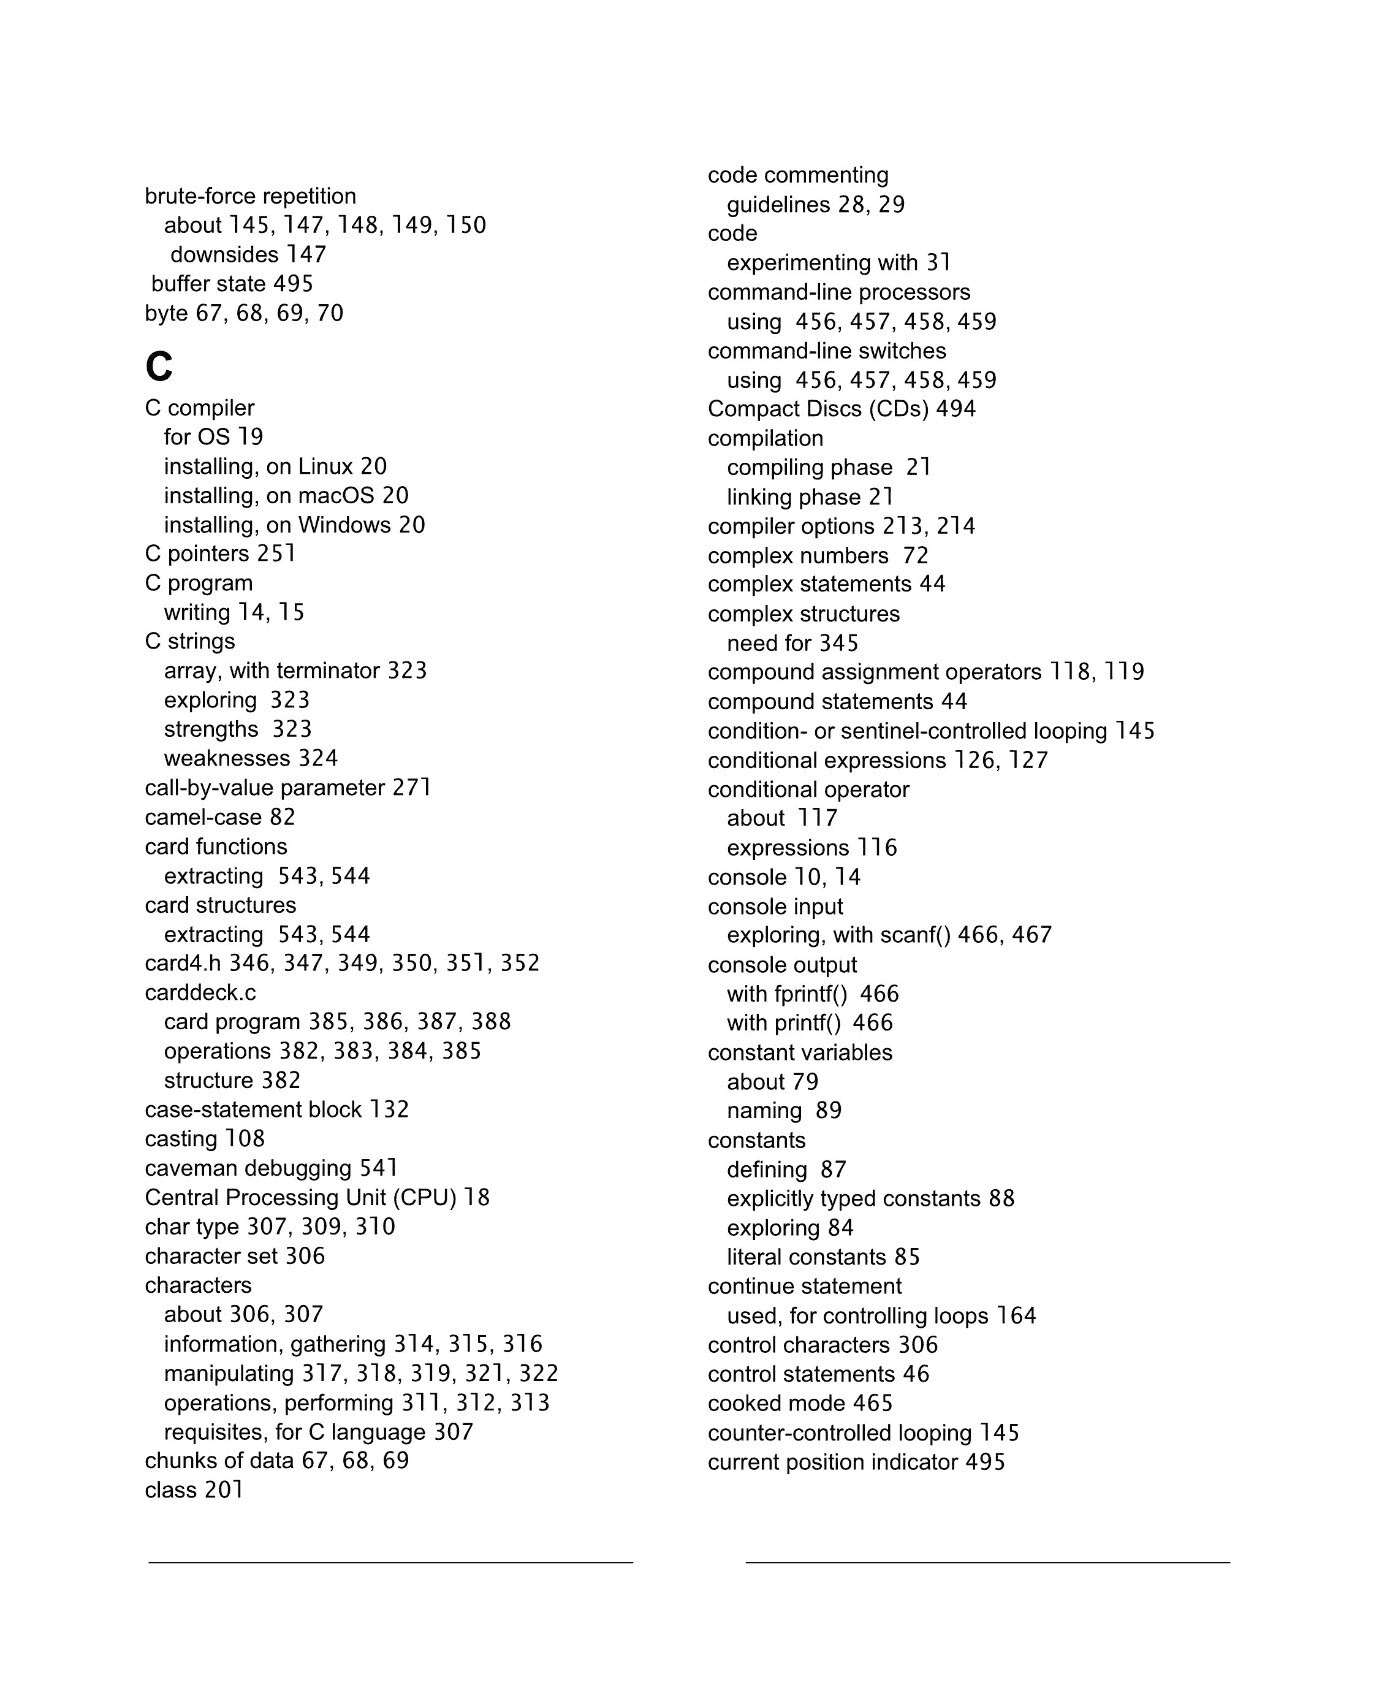 brute-force repetition
about 145, 147, 148, 149, 150
downsides 147
buffer state 495
byte 67, 68, 69, 70
C
C compiler
for OS 19
installing, on Linux 20
installing, on macOS 20
installing, on Windows 20
C pointers 251
C program
writing 14, 15
C strings
array, with terminator 323
exploring 323
strengths 323
weaknesses 324
call-by-value parameter 271
camel-case 82
card functions
extracting 543, 544
card structures
extracting 543, 544
card4.h 346, 347, 349, 350, 351, 352
carddeck.c
card program 385, 386, 387, 388
operations 382, 383, 384, 385
structure 382
case-statement block 132
casting 108
caveman debugging 541
Central Processing Unit (CPU) 18
char type 307, 309, 310
character set 306
characters
about 306, 307
information, gathering 314, 315, 316
manipulating 317, 318, 319, 321, 322
operations, performing 311, 312, 313
requisites, for C language 307
chunks of data 67, 68, 69
class 201
code commenting
guidelines 28, 29
code
experimenting with 31
command-line processors
using 456, 457, 458, 459
command-line switches
using 456, 457, 458, 459
Compact Discs (CDs) 494
compilation
compiling phase 21
linking phase 21
compiler options 213, 214
complex numbers 72
complex statements 44
complex structures
need for 345
compound assignment operators 118, 119
compound statements 44
condition- or sentinel-controlled looping 145
conditional expressions 126, 127
conditional operator
about 117
expressions 116
console 10, 14
console input
exploring, with scanf() 466, 467
console output
with fprintf() 466
with printf() 466
constant variables
about 79
naming 89
constants
defining 87
explicitly typed constants 88
exploring 84
literal constants 85
continue statement
used, for controlling loops 164
control characters 306
control statements 46
cooked mode 465
counter-controlled looping 145
current position indicator 495